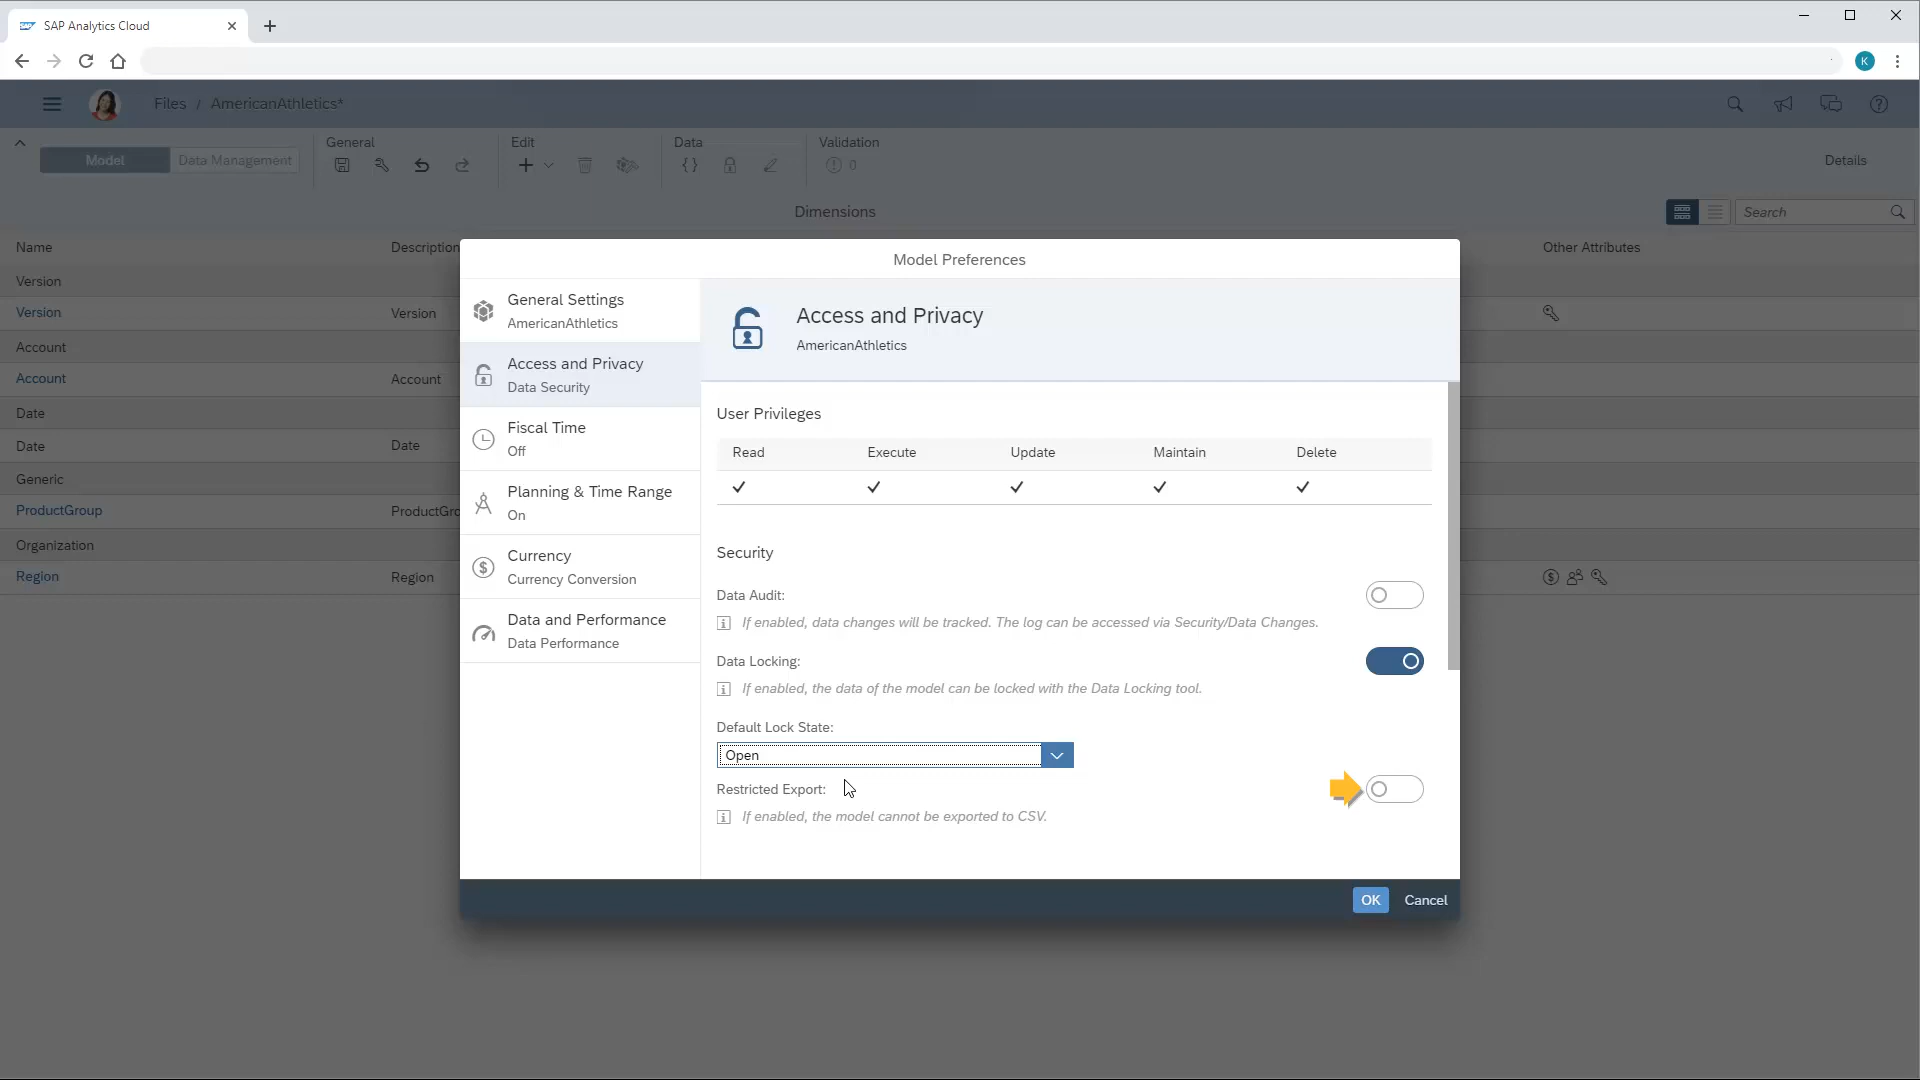 SAP Analytics Cloud
K
Files / AmericanAthletics*
Model Data Management
General
Edit
Data
Validation
0
Details
Dimensions
Search
Name
Description
Other Attributes
Version
Version Version
Account
Account Account
Date
Date Date
Generic
ProductGroup ProductGro
Organization
Region Region
Model Preferences
General Settings
AmericanAthletics
Access and Privacy
Data Security
Fiscal Time
Off
Planning & Time Range
On
Currency
Currency Conversion
Data and Performance
Data Performance
Access and Privacy
AmericanAthletics
User Privileges
Read Execute Update Maintain Delete
Security
Data Audit:
If enabled, data changes will be tracked. The log can be accessed via Security/Data Changes.
Data Locking:
If enabled, the data of the model can be locked with the Data Locking tool.
Default Lock State:
Open
Restricted Export:
If enabled, the model cannot be exported to CSV.
OK Cancel